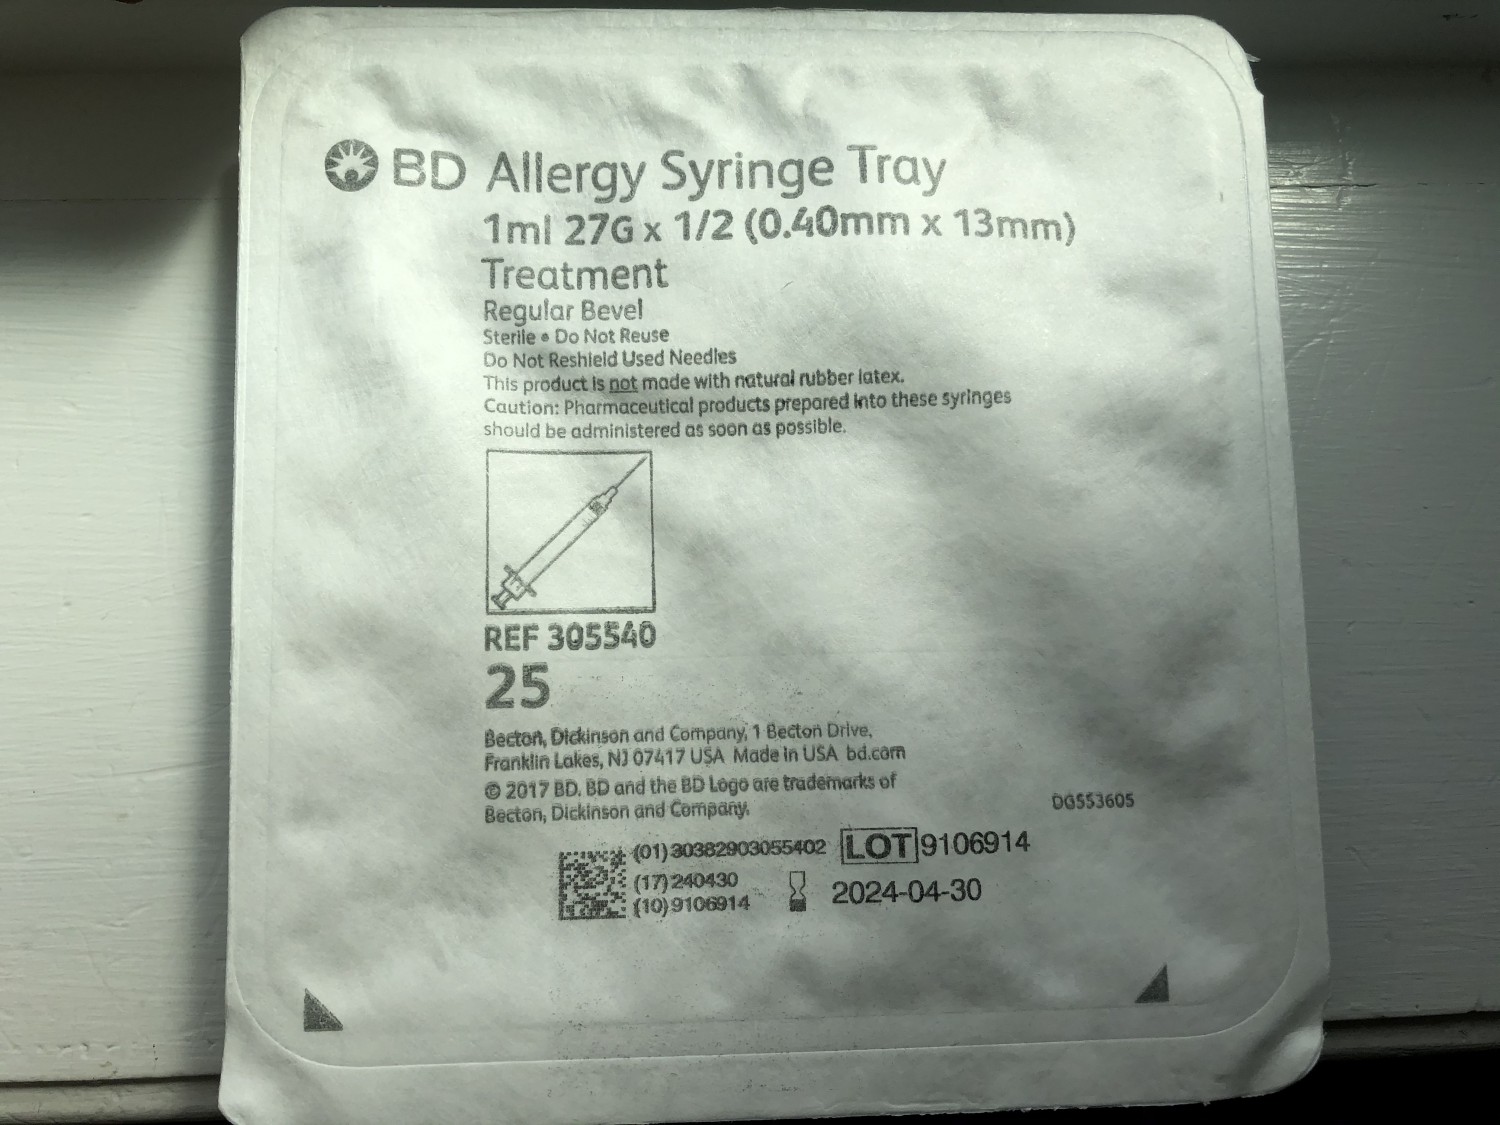 BD Allergy Syringe Tray
1ml 27G x 1/2 (0.40mm x 13mm)
Treatment
Regular Bevel
Sterile • Do Not Reuse
Do Not Reshield Used Needles
This product is not made with natural rubber latex.
Caution: Pharmaceutical products prepared into these syringes
should be administered as soon as possible.
REF 305540
25
Becton, Dickinson and Company, 1 Becton Drive,
Franklin Lakes, NJ 07417 USA Made in USA bd.com
© 2017 BD. BD and the BD Logo are trademarks of
Becton, Dickinson and Company.
DG553605
(01)30382903055402 LOT 9106914
(17)240430
2024-04-30
(10)9106914